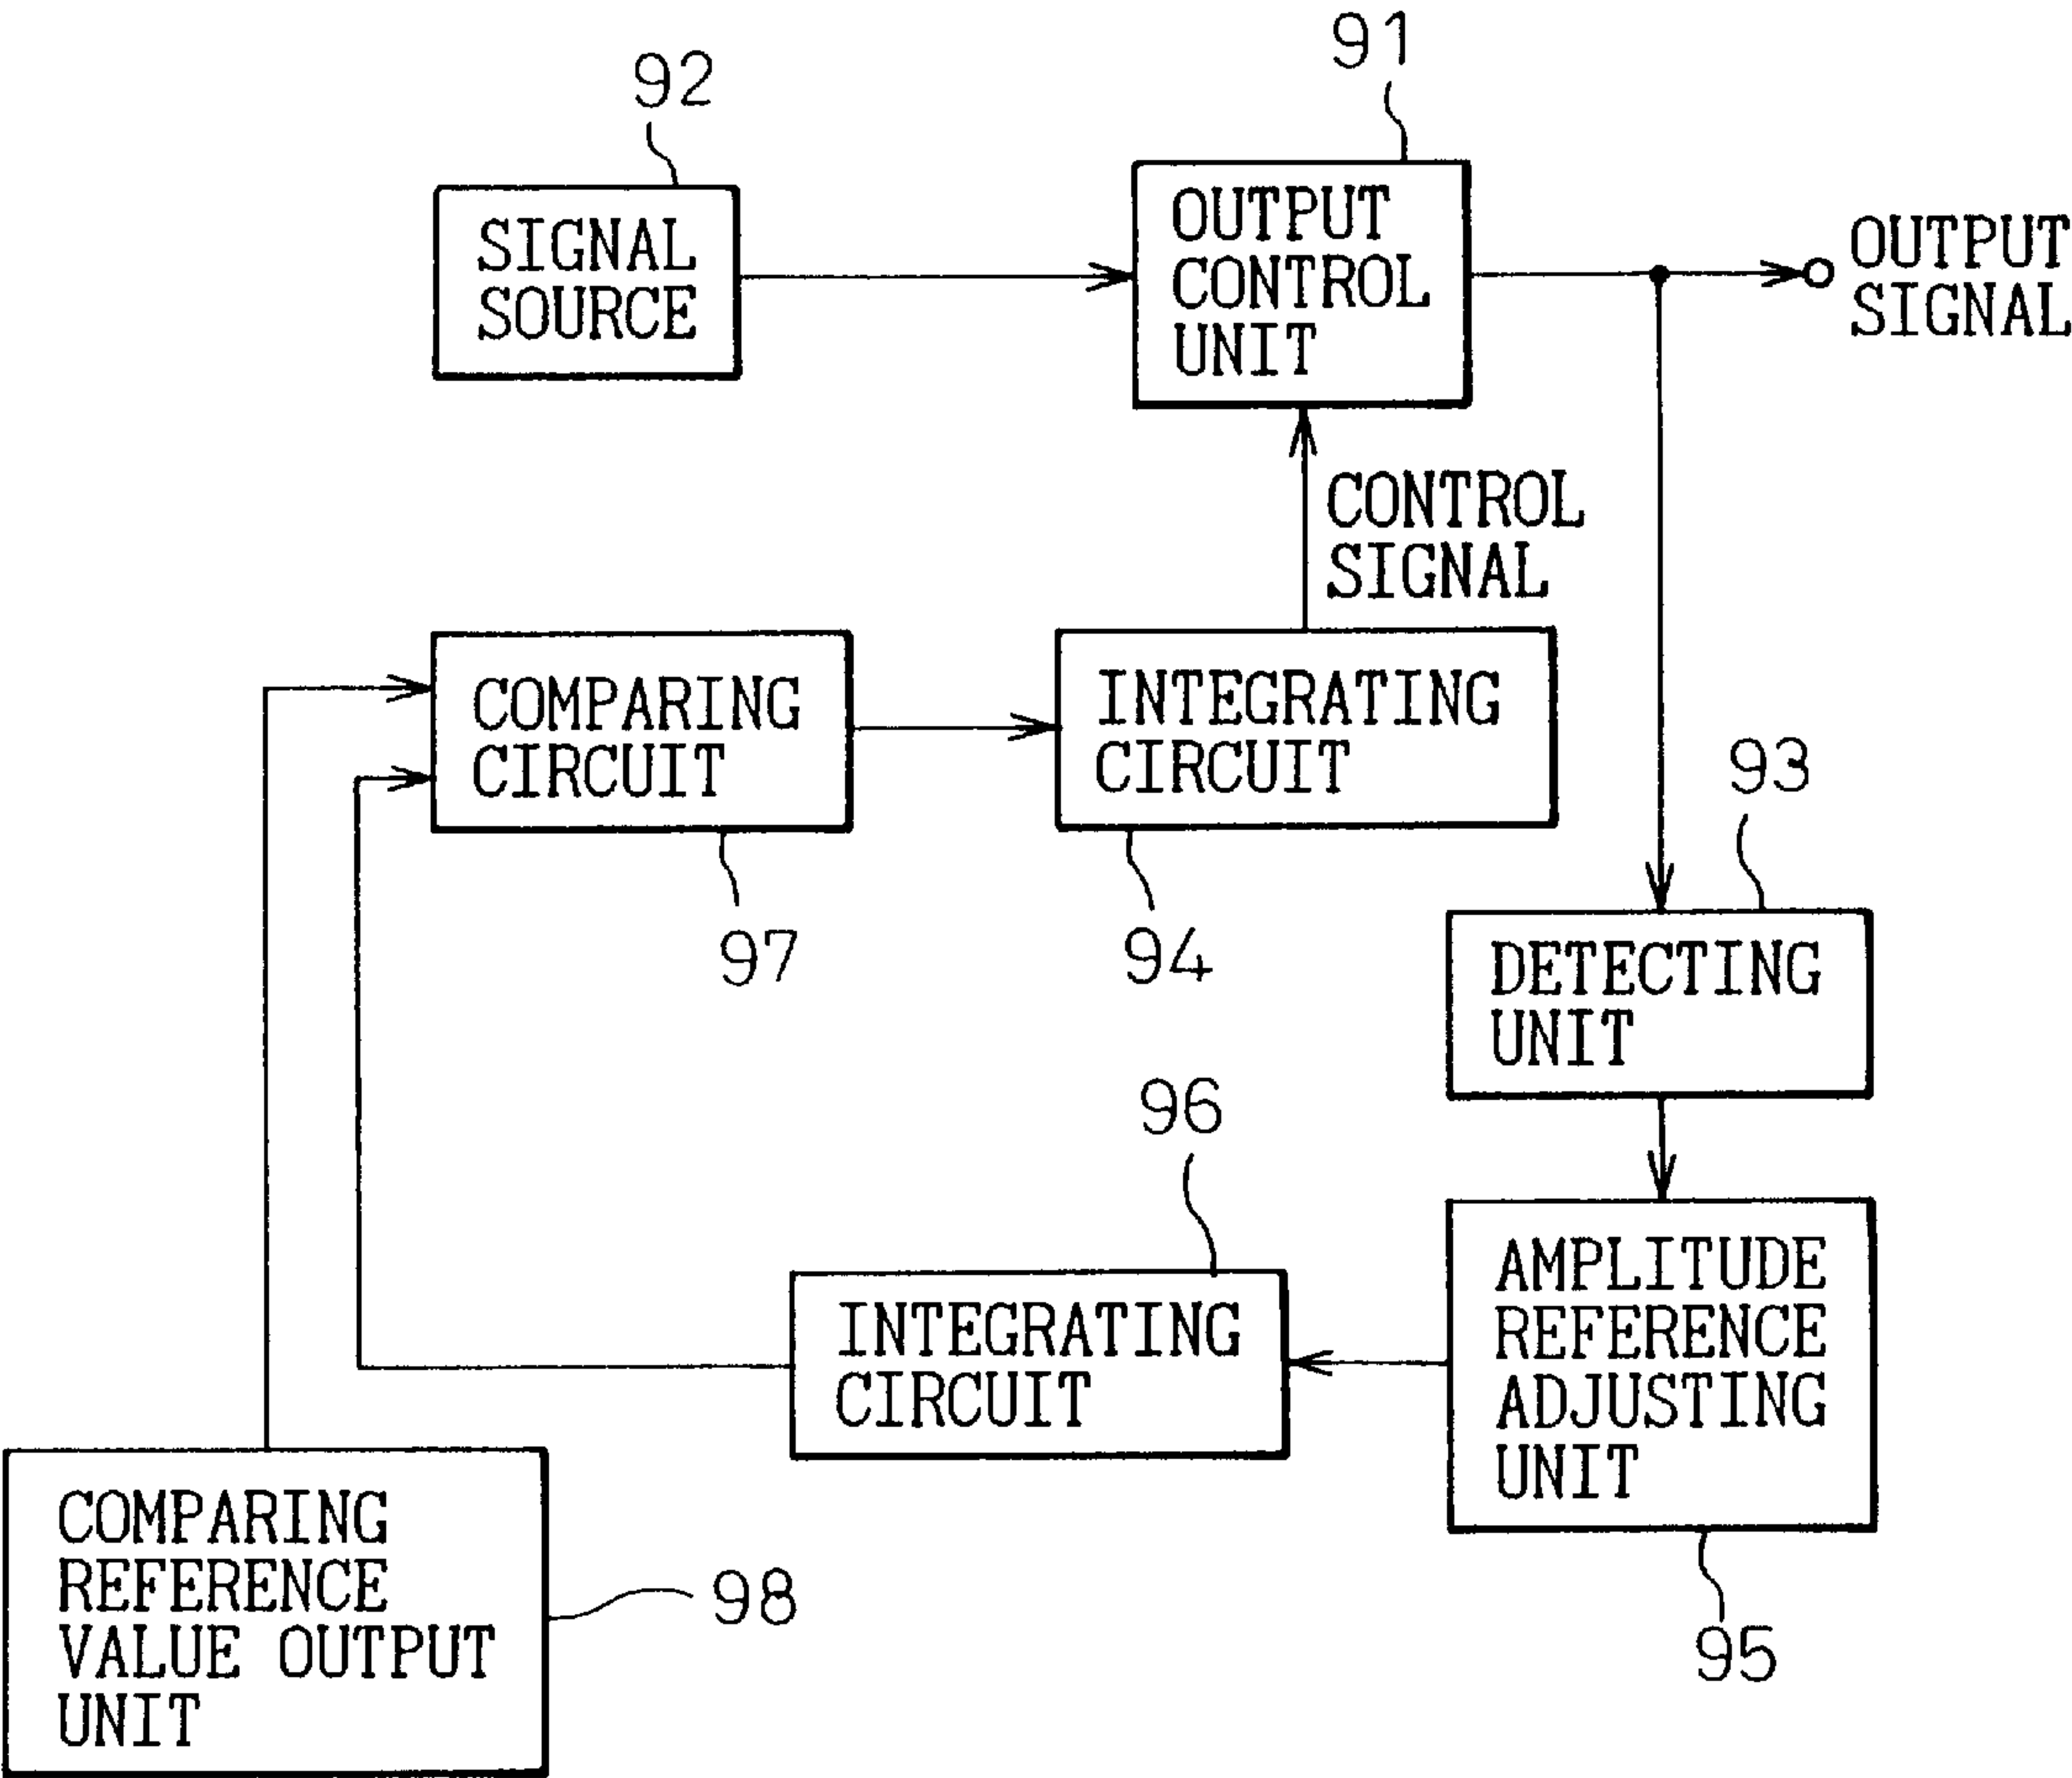 91
92
SIGNAL
SOURCE
OUTPUT
CONTROL
UNIT
OUTPUT
SIGNAL
CONTROL
SIGNAL
COMPARING
CIRCUIT
INTEGRATING
CIRCUIT
93
97
94
DETECTING
UNIT
96
INTEGRATING
CIRCUIT
AMPLITUDE
REFERENCE
ADJUSTING
UNIT
COMPARING
REFERENCE
VALUE OUTPUT
UNIT
98
95